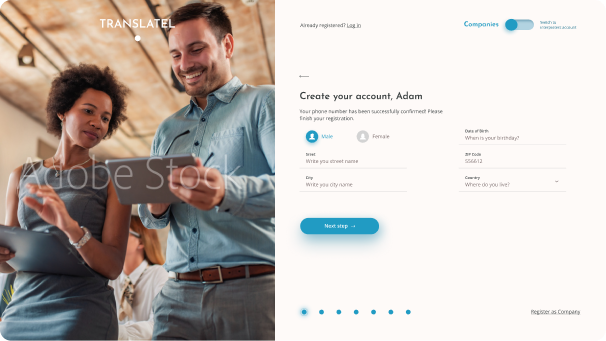 TRANSLATEL
Adobe Stock
Already registered? Log in
Companies
Switch to
entertainment account
Create your account, Adam
Your phone number has been successfully confirmed! Please
finish your registration.
Male
Female
Date of Birth
When is your birthday?
Street
Write you street name
ZIP Code
556812
City
Write you city name
Country
Where do you live?
Next step →
Register as Company